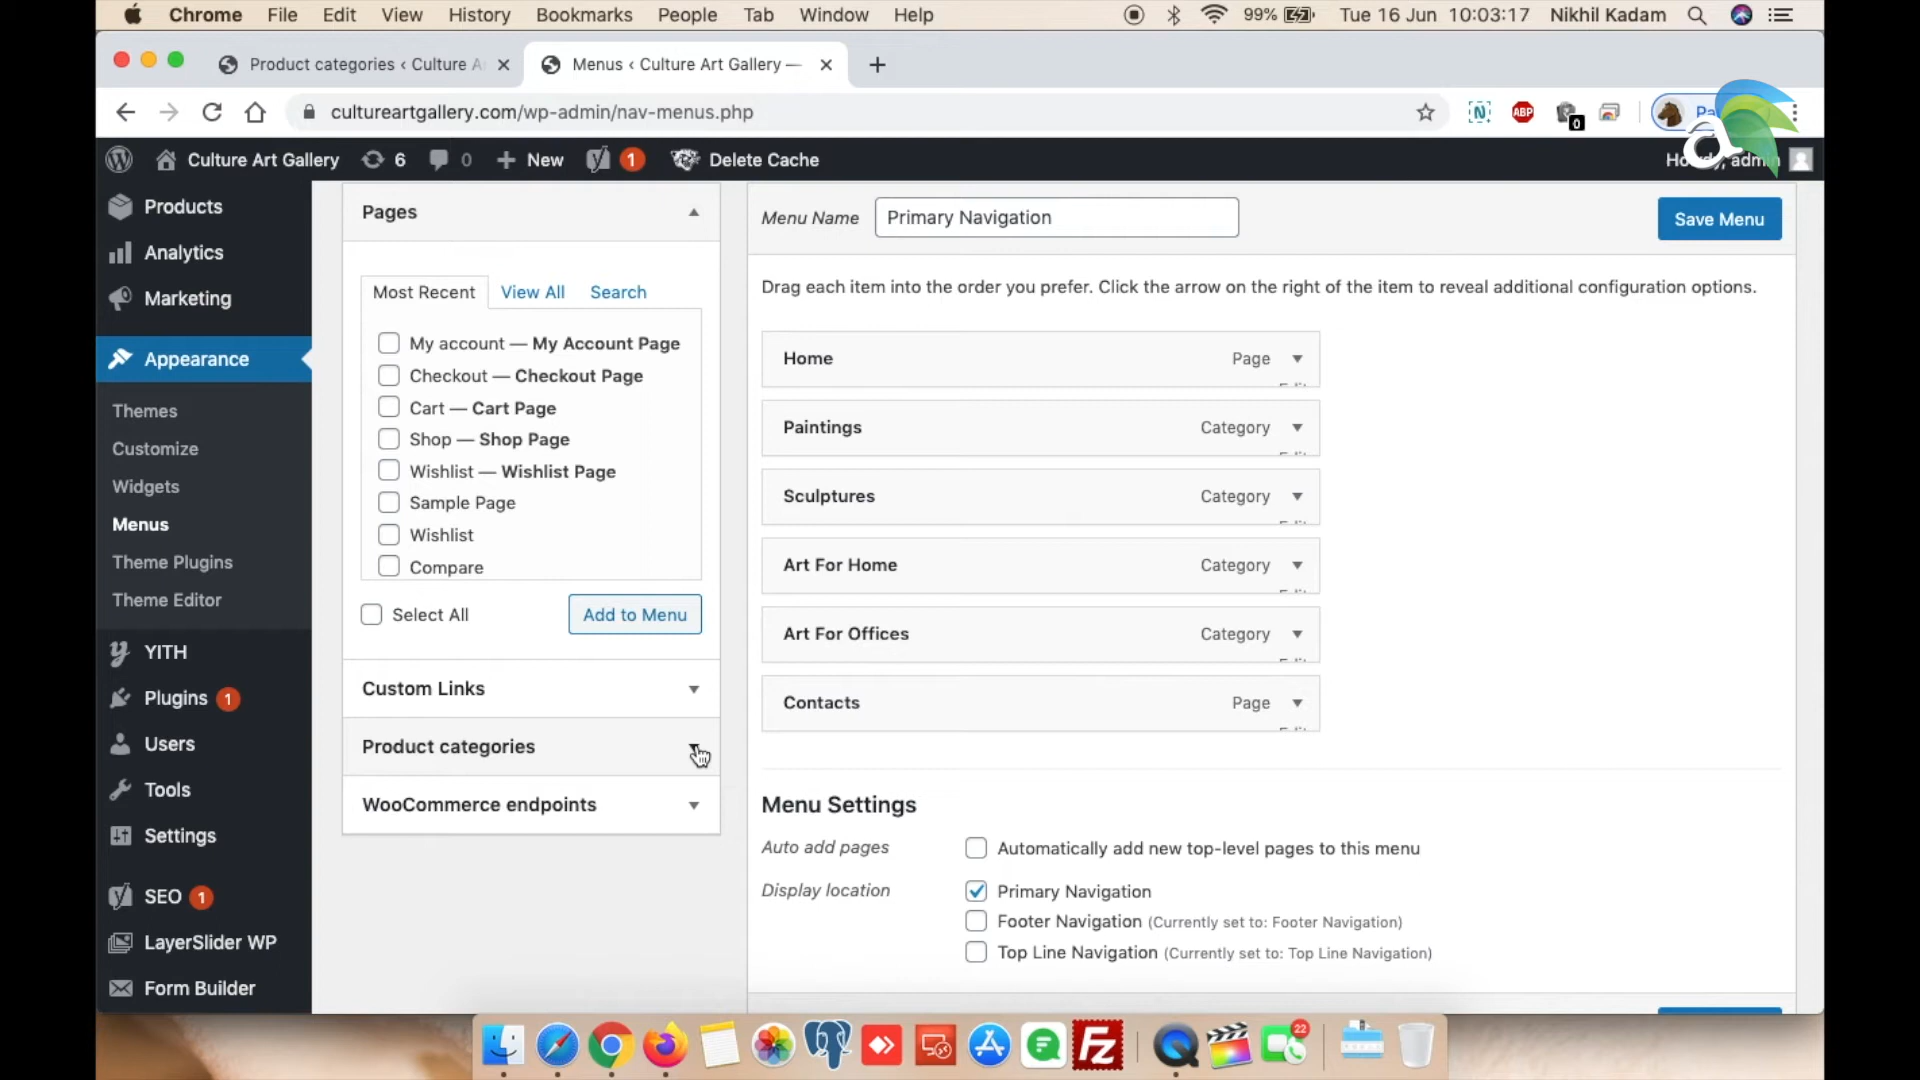 Chrome File Edit View History Bookmarks People Tab Window Help 99% Tue 16 Jun 10:03:17 Nikhil Kadam
Product categories ‹ Culture A Menus ‹ Culture Art Gallery —
cultureartgallery.com/wp-admin/nav-menus.php N ABP 0
Culture Art Gallery 6 0 New 1 Delete Cache admin
Products
Analytics
Marketing
Appearance
Themes
Customize
Widgets
Menus
Theme Plugins
Theme Editor
YITH
Plugins 1
Users
Tools
Settings
SEO 1
LayerSlider WP
Form Builder
Pages
Most Recent View All Search
My account — My Account Page
Checkout — Checkout Page
Cart — Cart Page
Shop — Shop Page
Wishlist — Wishlist Page
Sample Page
Wishlist
Compare
Select All Add to Menu
Custom Links
Product categories
WooCommerce endpoints
Menu Name Primary Navigation Save Menu
Drag each item into the order you prefer. Click the arrow on the right of the item to reveal additional configuration options.
Home Page
Paintings Category
Sculptures Category
Art For Home Category
Art For Offices Category
Contacts Page
Menu Settings
Auto add pages Automatically add new top-level pages to this menu
Display location Primary Navigation
Footer Navigation (Currently set to: Footer Navigation)
Top Line Navigation (Currently set to: Top Line Navigation)
Fz 22